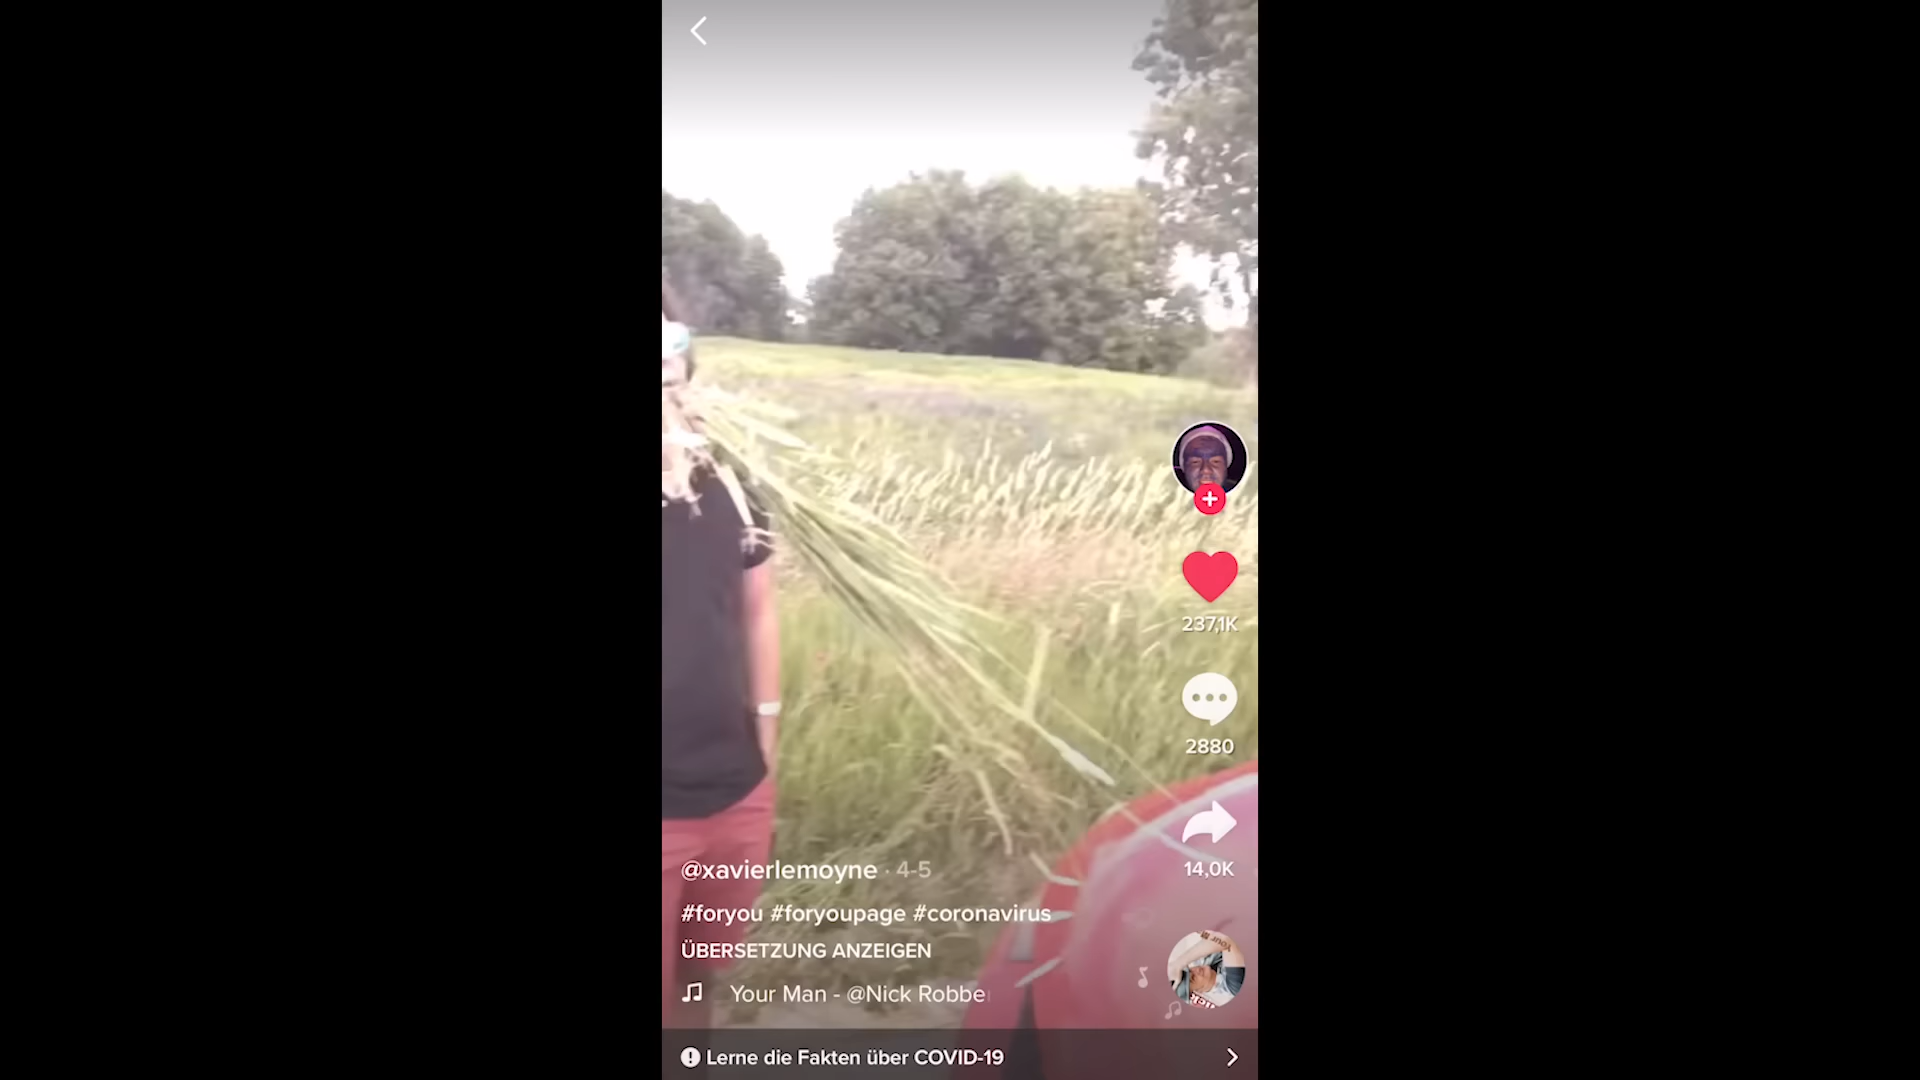 237,1K
2880
14,0K
@xavierlemoyne · 4-5
#foryou #foryoupage #coronavirus
ÜBERSETZUNG ANZEIGEN
Your Man - @Nick Robbe
Lerne die Fakten über COVID-19